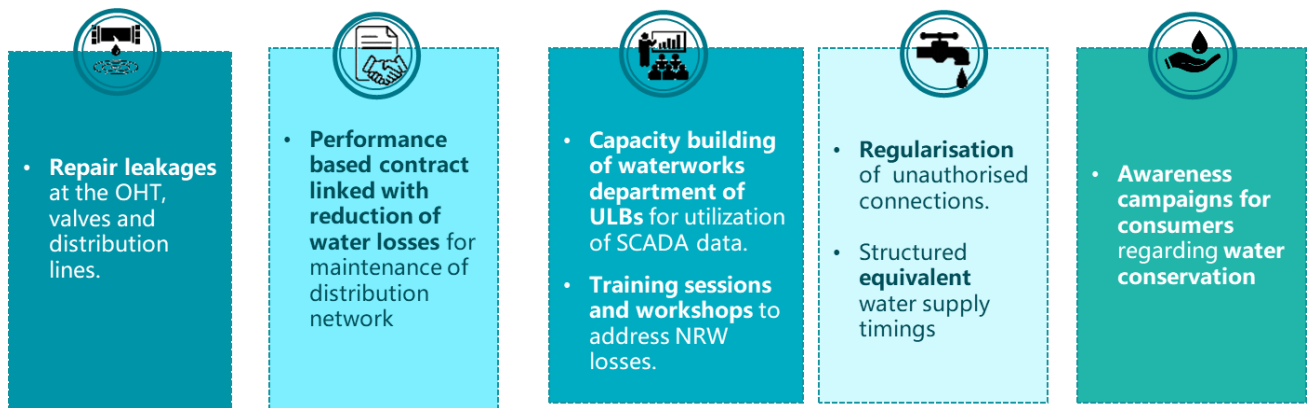 • Repair leakages
at the OHT,
valves and
distribution
lines.
• Performance
based contract
linked with
reduction of
water losses for
maintenance of
distribution
network
• Capacity building
of waterworks
department of
ULBs for utilization
of SCADA data.
• Training sessions
and workshops to
address NRW
losses.
• Regularisation
of unauthorised
connections.
• Structured
equivalent
water supply
timings
• Awareness
campaigns for
consumers
regarding water
conservation